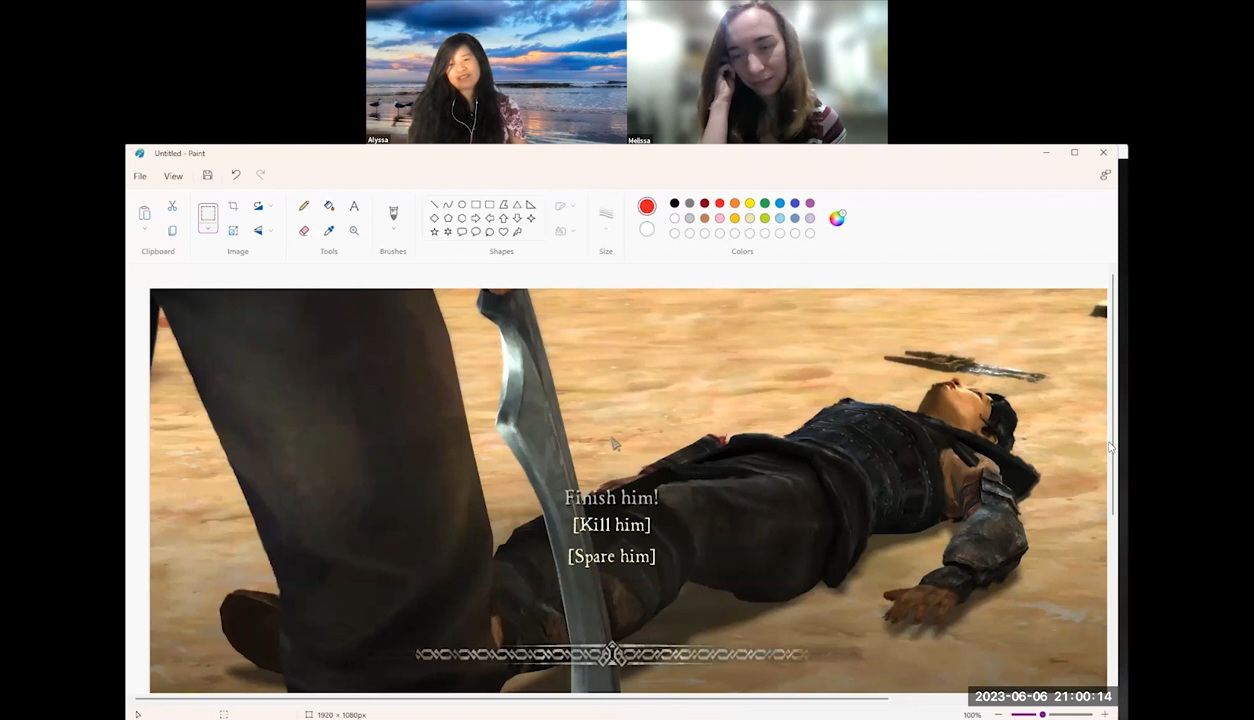 Alyssa
Melissa
Untitled - Paint
File
View
Clipboard
Image
Tools
Brushes
Shapes
Size
Colors
Finish him!
[Kill him]
[Spare him]
2023-06-06 21:00:14
1920 × 1080px
100%